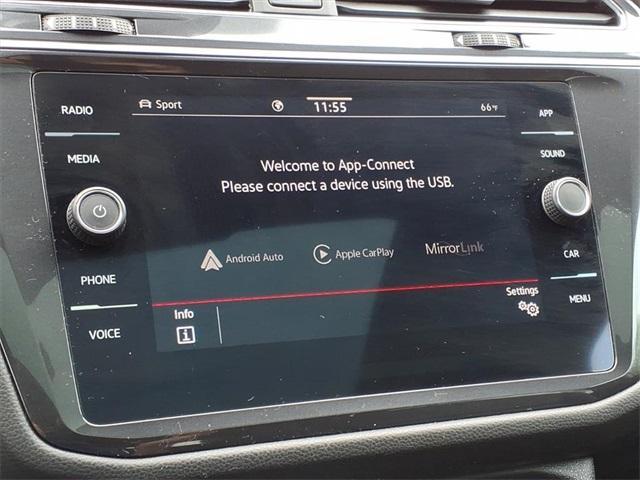 RADIO
MEDIA
PHONE
VOICE
Sport
11:55
66°F
Welcome to App-Connect
Please connect a device using the USB.
Android Auto
Apple CarPlay
MirrorLink
Info
i
Settings
APP
SOUND
CAR
MENU